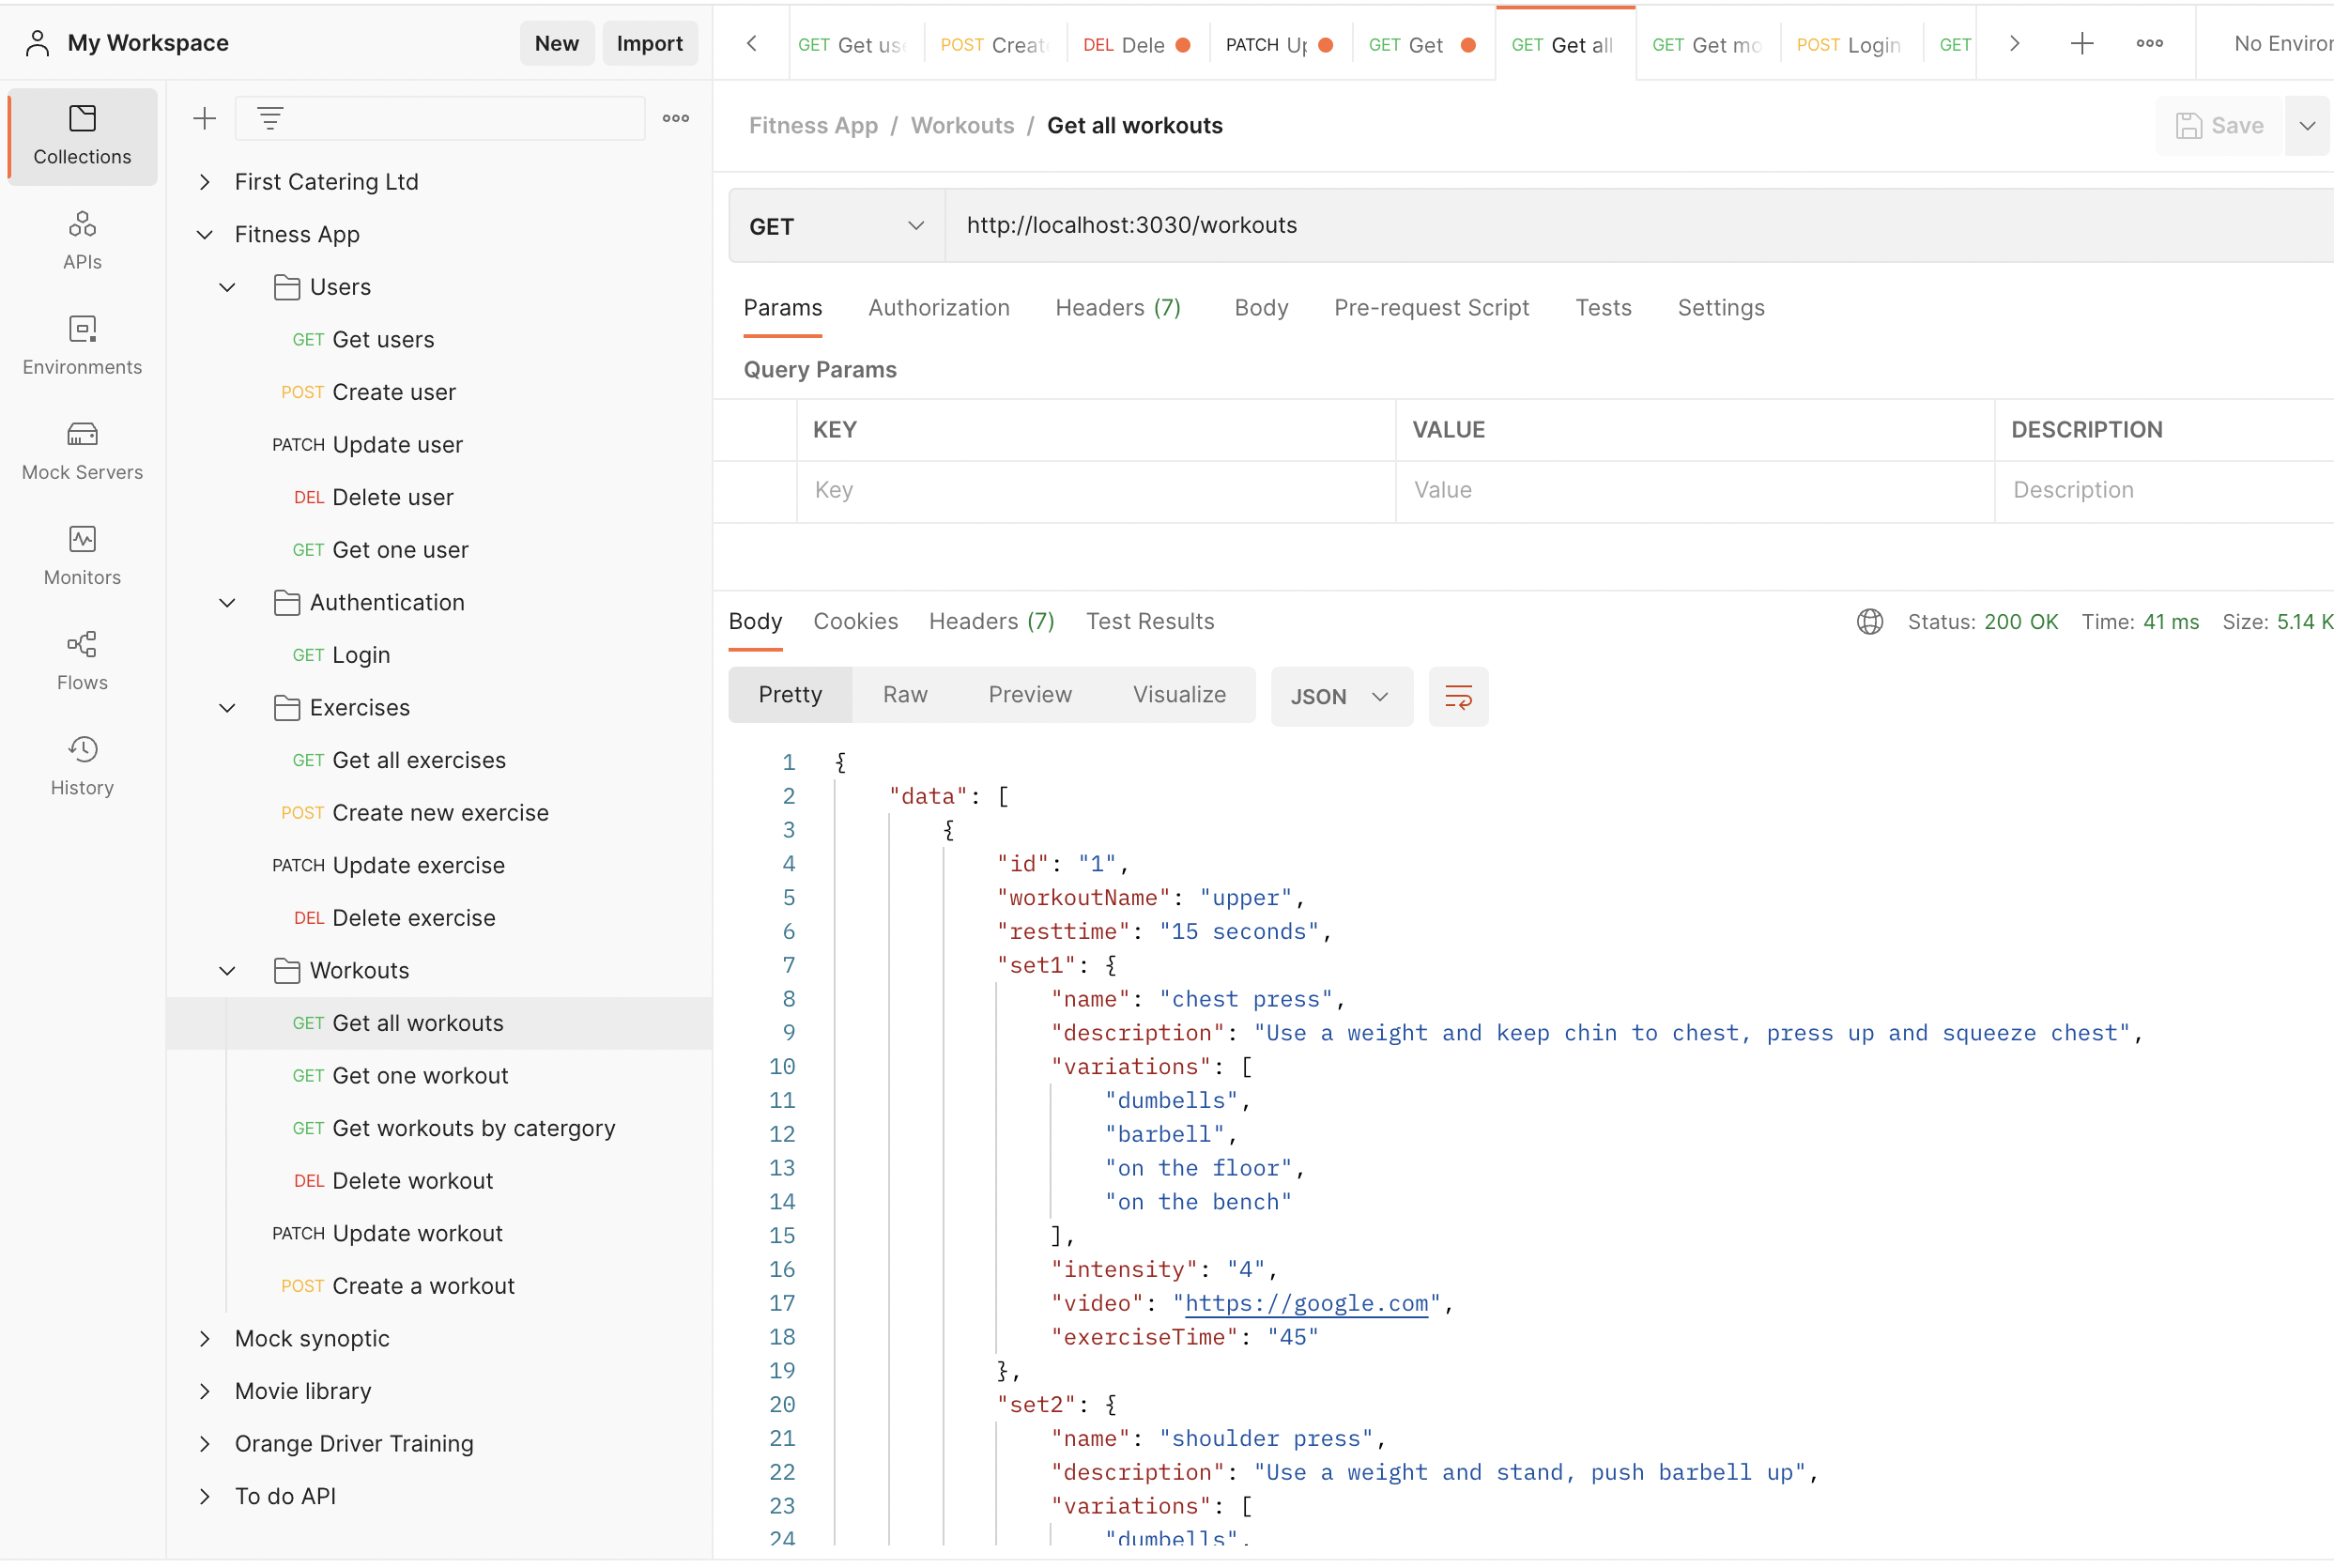 My Workspace
New
Import
GET Get us
POST Creat
DEL Dele
PATCH Up
GET Get
GET Get all
GET Get mo
POST Login
GET
No Enviror
Collections
APIs
Environments
Mock Servers
Monitors
Flows
History
First Catering Ltd
Fitness App
Users
GET Get users
POST Create user
PATCH Update user
DEL Delete user
GET Get one user
Authentication
GET Login
Exercises
GET Get all exercises
POST Create new exercise
PATCH Update exercise
DEL Delete exercise
Workouts
GET Get all workouts
GET Get one workout
GET Get workouts by catergory
DEL Delete workout
PATCH Update workout
POST Create a workout
Mock synoptic
Movie library
Orange Driver Training
To do API
Fitness App / Workouts / Get all workouts
Save
GET
http://localhost:3030/workouts
Params
Authorization
Headers (7)
Body
Pre-request Script
Tests
Settings
Query Params
KEY
VALUE
DESCRIPTION
Key
Value
Description
Body
Cookies
Headers (7)
Test Results
Status: 200 OK
Time: 41 ms
Size: 5.14 K
Pretty
Raw
Preview
Visualize
JSON
1 {
2 "data": [
3 {
4 "id": "1",
5 "workoutName": "upper",
6 "resttime": "15 seconds",
7 "set1": {
8 "name": "chest press",
9 "description": "Use a weight and keep chin to chest, press up and squeeze chest",
10 "variations": [
11 "dumbells",
12 "barbell",
13 "on the floor",
14 "on the bench"
15 ],
16 "intensity": "4",
17 "video": "https://google.com",
18 "exerciseTime": "45"
19 },
20 "set2": {
21 "name": "shoulder press",
22 "description": "Use a weight and stand, push barbell up",
23 "variations": [
24 "dumbells",